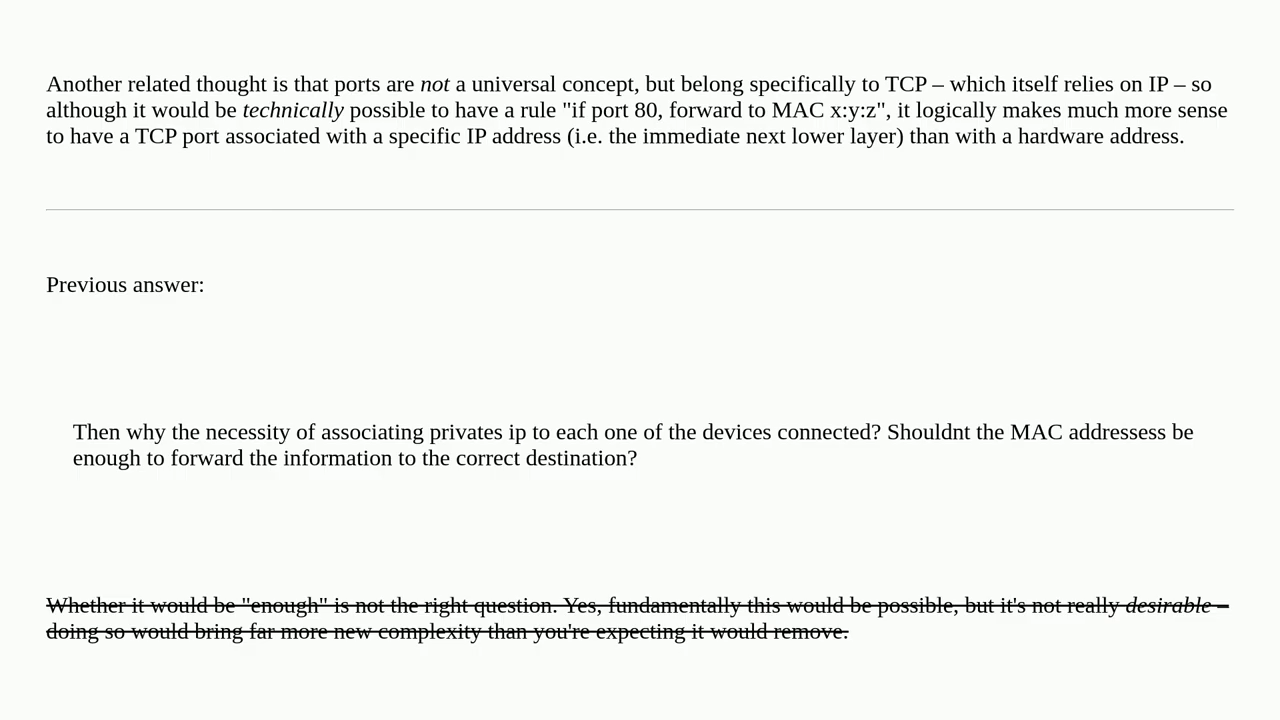 Another related thought is that ports are not a universal concept, but belong specifically to TCP – which itself relies on IP – so
although it would be technically possible to have a rule "if port 80, forward to MAC x:y:z", it logically makes much more sense
to have a TCP port associated with a specific IP address (i.e. the immediate next lower layer) than with a hardware address.
Previous answer:
Then why the necessity of associating privates ip to each one of the devices connected? Shouldnt the MAC addressess be
enough to forward the information to the correct destination?
Whether it would be "enough" is not the right question. Yes, fundamentally this would be possible, but it's not really desirable –
doing so would bring far more new complexity than you're expecting it would remove.